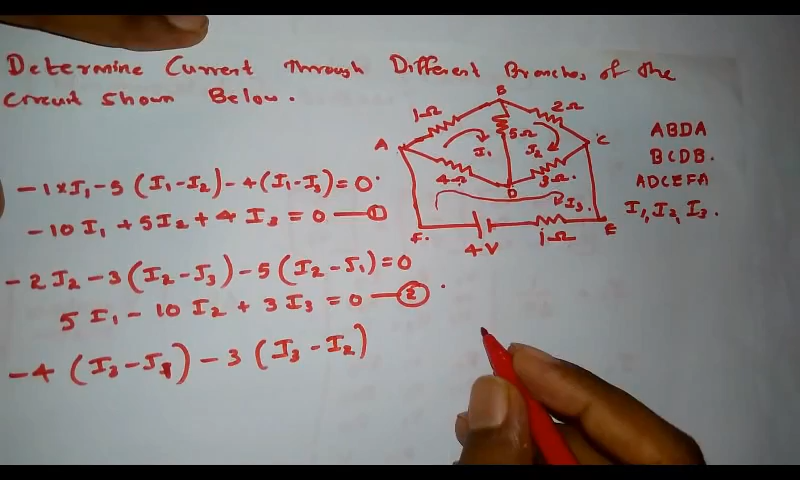 Determine Current Through Different Branches of the
Circuit Shown Below.
B
1Ω
2Ω
A
5Ω
C
I1
I2
4Ω
3Ω
D
I3
F
4V
1Ω
E
ABDA
BCDB.
ADCEFA
I1, I2, I3.
-1×I1-5(I1-I2)-4(I1-I3)=0
-10I1+5I2+4I3=0 — ①
-2I2-3(I2-I3)-5(I2-I1)=0
5I1-10I2+3I3=0 — ②
-4(I3-I1)-3(I3-I2)